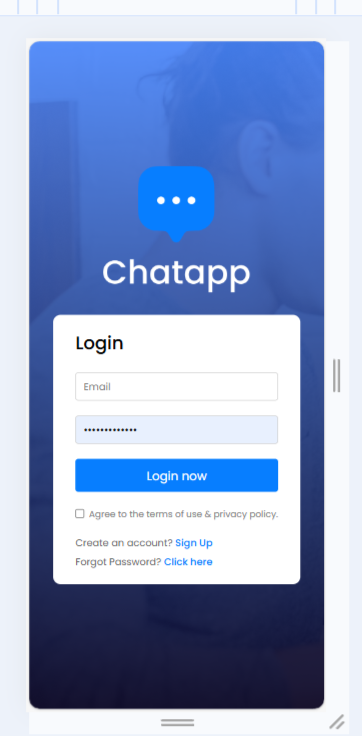 Chatapp
Login
Email
•••••••••••••
Login now
Agree to the terms of use & privacy policy.
Create an account? Sign Up
Forgot Password? Click here